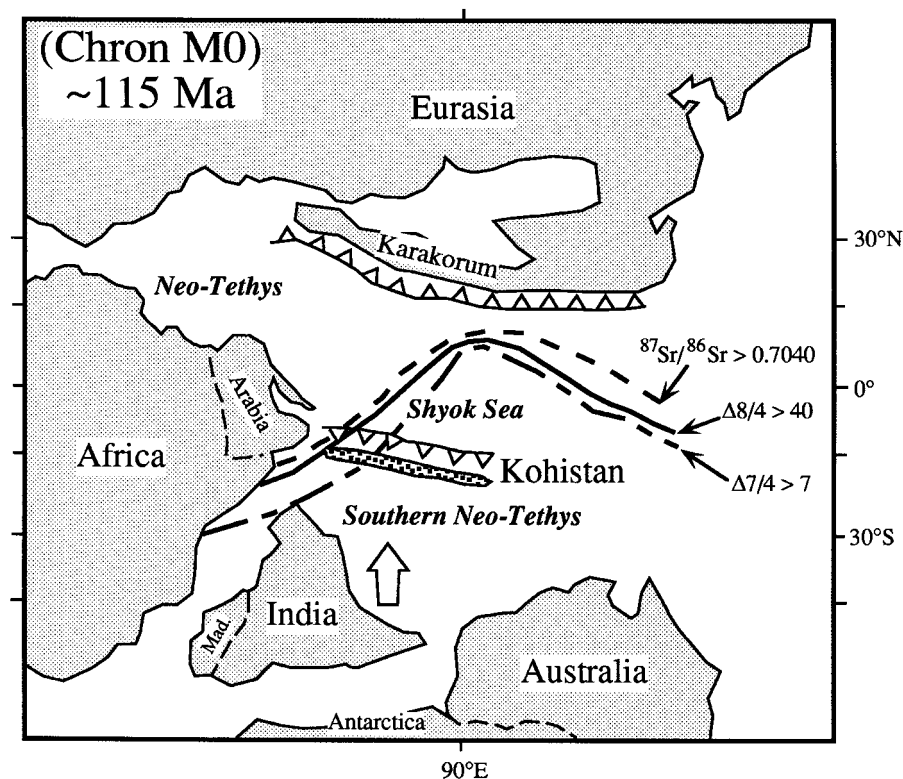 (Chron M0)
~115 Ma
Eurasia
Karakorum
30°N
Neo-Tethys
⁸⁷Sr/⁸⁶Sr > 0.7040
0°
Arabia
Shyok Sea
Δ8/4 > 40
Africa
Kohistan
Δ7/4 > 7
Southern Neo-Tethys
30°S
India
Mad.
Australia
Antarctica
90°E